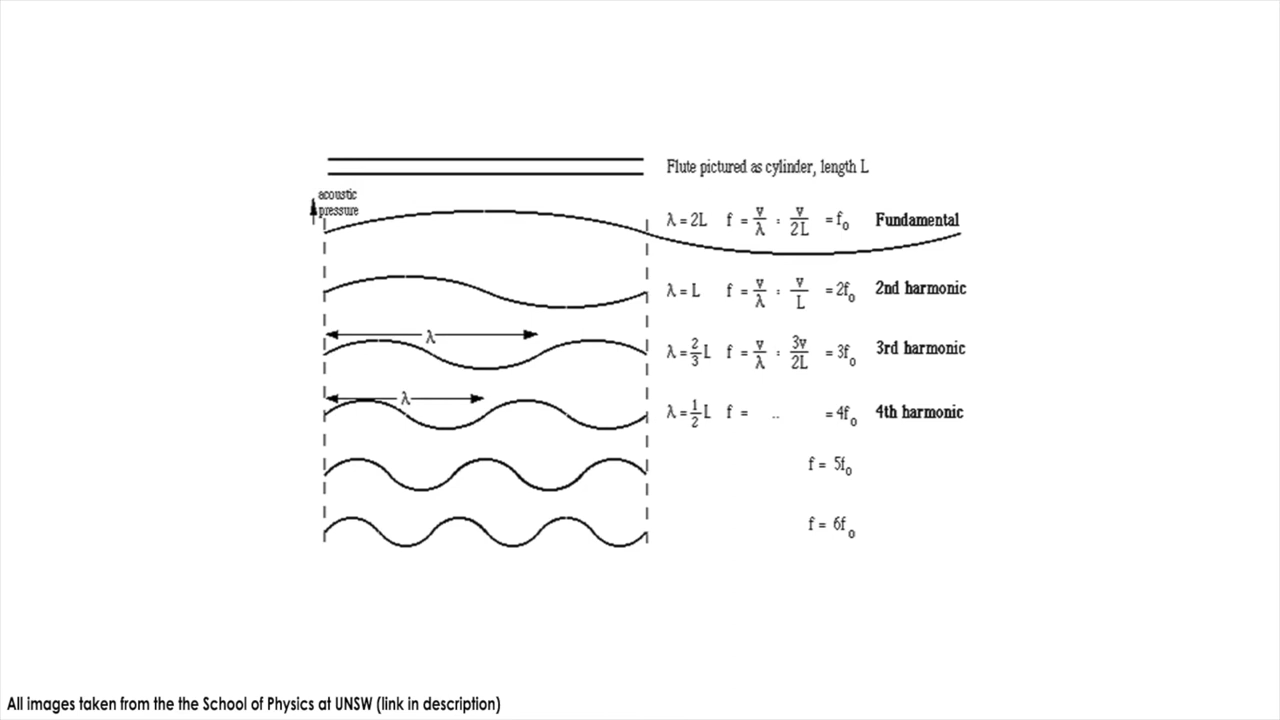 Flute pictured as cylinder, length L
acoustic
pressure
λ = 2L f = v/λ : v/2L = f₀ Fundamental
λ = L f = v/λ : v/L = 2f₀ 2nd harmonic
λ
λ = 2/3 L f = v/λ : 3v/2L = 3f₀ 3rd harmonic
λ
λ = 1/2 L f = .. = 4f₀ 4th harmonic
f = 5f₀
f = 6f₀
All images taken from the the School of Physics at UNSW (link in description)